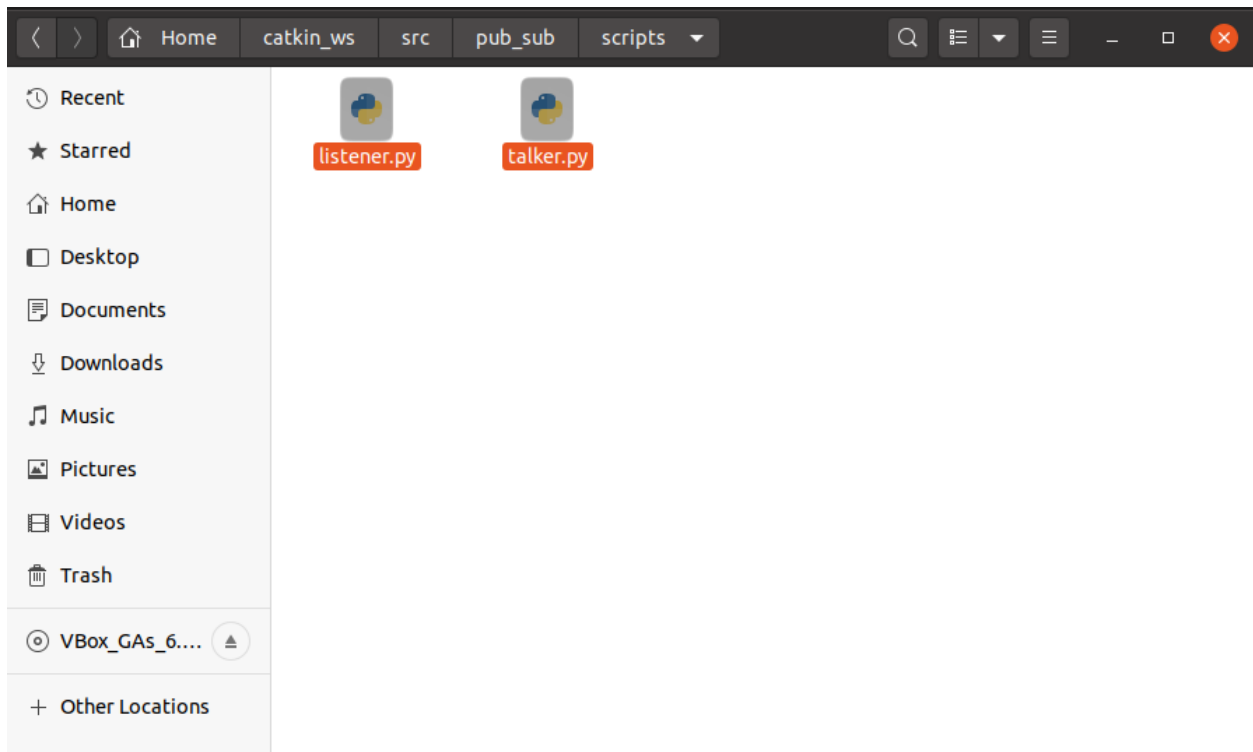 Home catkin_ws src pub_sub scripts
Recent
Starred
Home
Desktop
Documents
Downloads
Music
Pictures
Videos
Trash
VBox_GAs_6....
Other Locations
listener.py talker.py